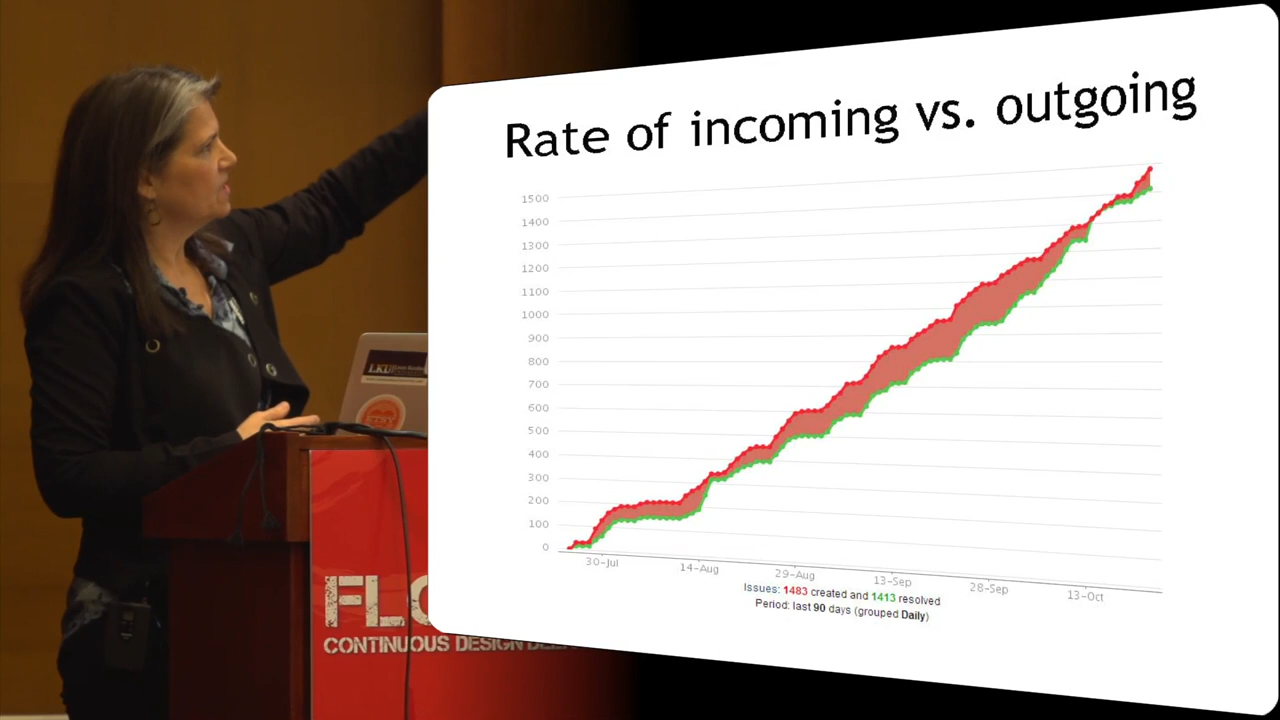 Rate of incoming vs. outgoing
1500
1400
1300
1200
1100
1000
900
800
700
600
500
400
300
200
100
0
30-Jul
14-Aug
29-Aug
13-Sep
28-Sep
13-Oct
Issues: 1483 created and 1413 resolved
Period: last 90 days (grouped Daily)
LKU
FLO
CONTINUOUS DESIGN